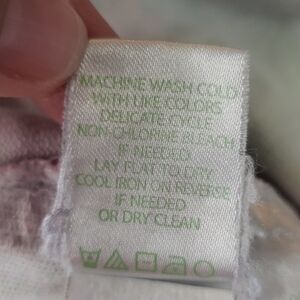 MACHINE WASH COLD
WITH LIKE COLORS
DELICATE CYCLE
NON-CHLORINE BLEACH
IF NEEDED
LAY FLAT TO DRY
COOL IRON ON REVERSE
IF NEEDED
OR DRY CLEAN